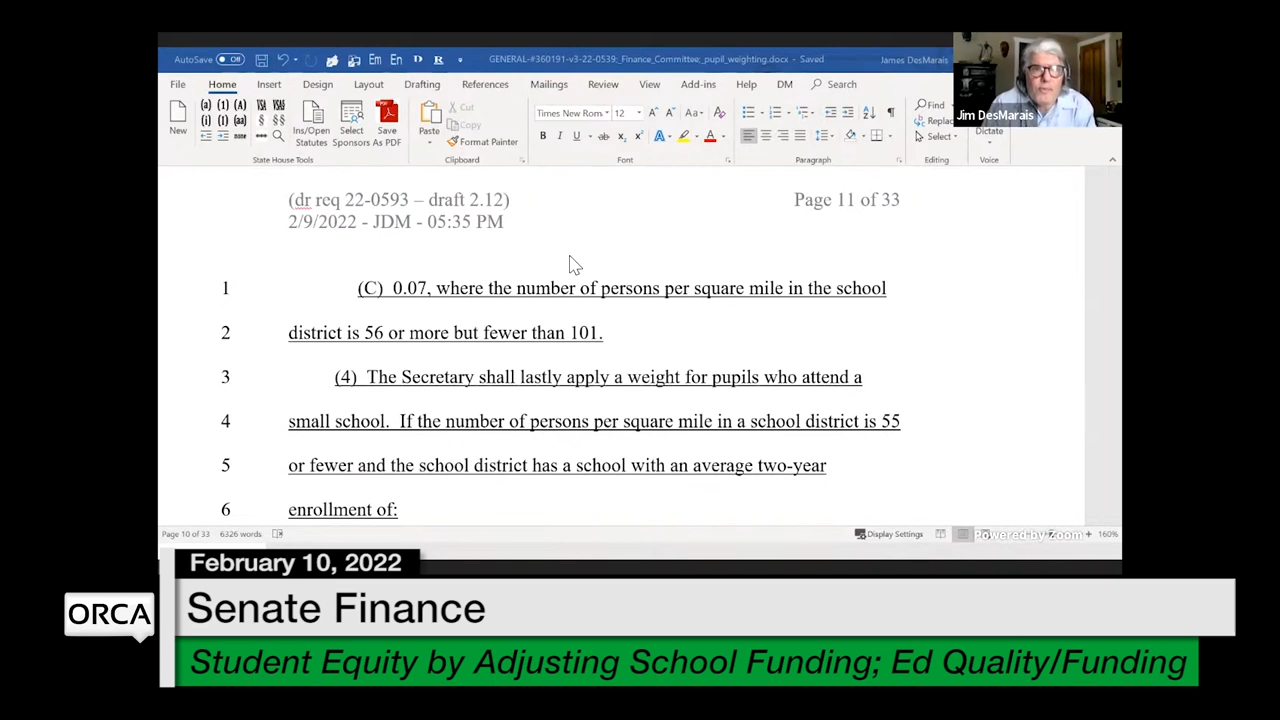 AutoSave Off
GENERAL-#360191-v3-22-0539;_Finance_Committee;_pupil_weighting.docx - Saved
James DesMarais
File Home Insert Design Layout Drafting References Mailings Review View Add-ins Help DM Search
New
Ins/Open Statutes
Select Sponsors
Save As PDF
State House Tools
Paste
Cut
Copy
Format Painter
Clipboard
Times New Rom 12
Font
Paragraph
Find
Replac
Select
Editing
Dictate
Voice
Jim DesMarais
(dr req 22-0593 – draft 2.12) Page 11 of 33
2/9/2022 - JDM - 05:35 PM
1 (C) 0.07, where the number of persons per square mile in the school
2 district is 56 or more but fewer than 101.
3 (4) The Secretary shall lastly apply a weight for pupils who attend a
4 small school. If the number of persons per square mile in a school district is 55
5 or fewer and the school district has a school with an average two-year
6 enrollment of:
Page 10 of 33 6326 words
Display Settings
Powered by Zoom
160%
February 10, 2022
ORCA
Senate Finance
Student Equity by Adjusting School Funding; Ed Quality/Funding